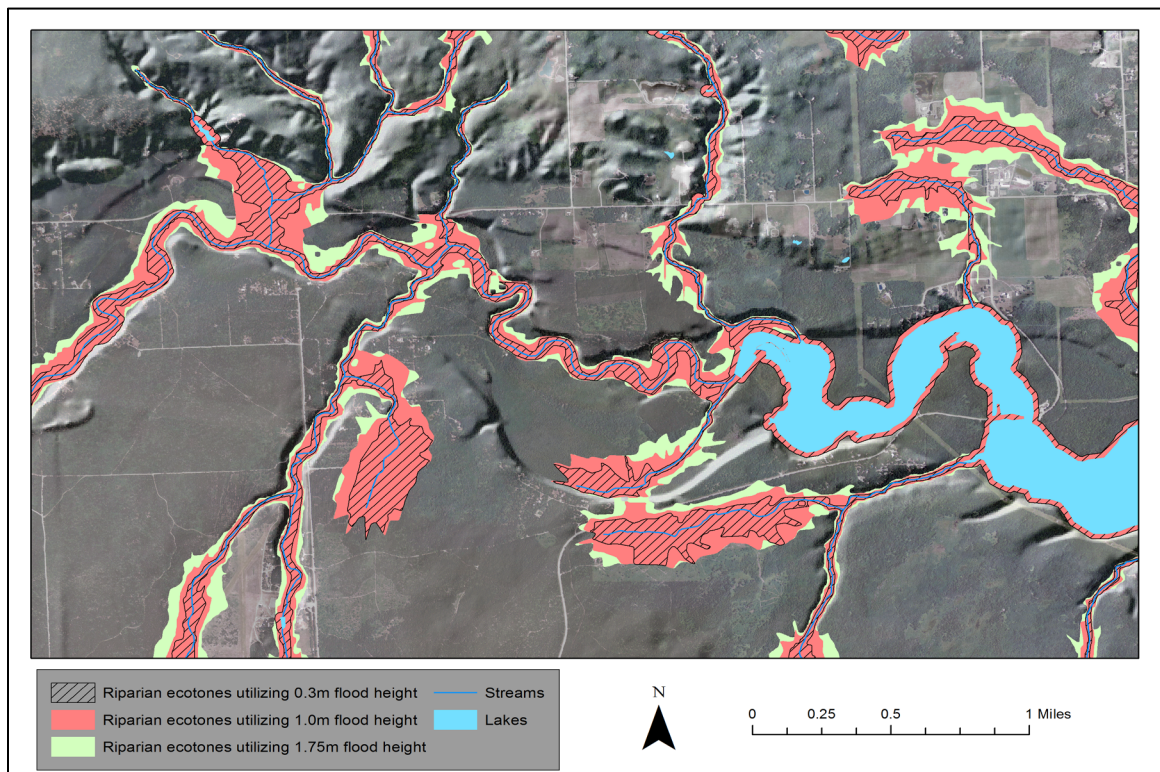 Riparian ecotones utilizing 0.3m flood height
Streams
Riparian ecotones utilizing 1.0m flood height
Lakes
Riparian ecotones utilizing 1.75m flood height
N
0 0.25 0.5 1 Miles